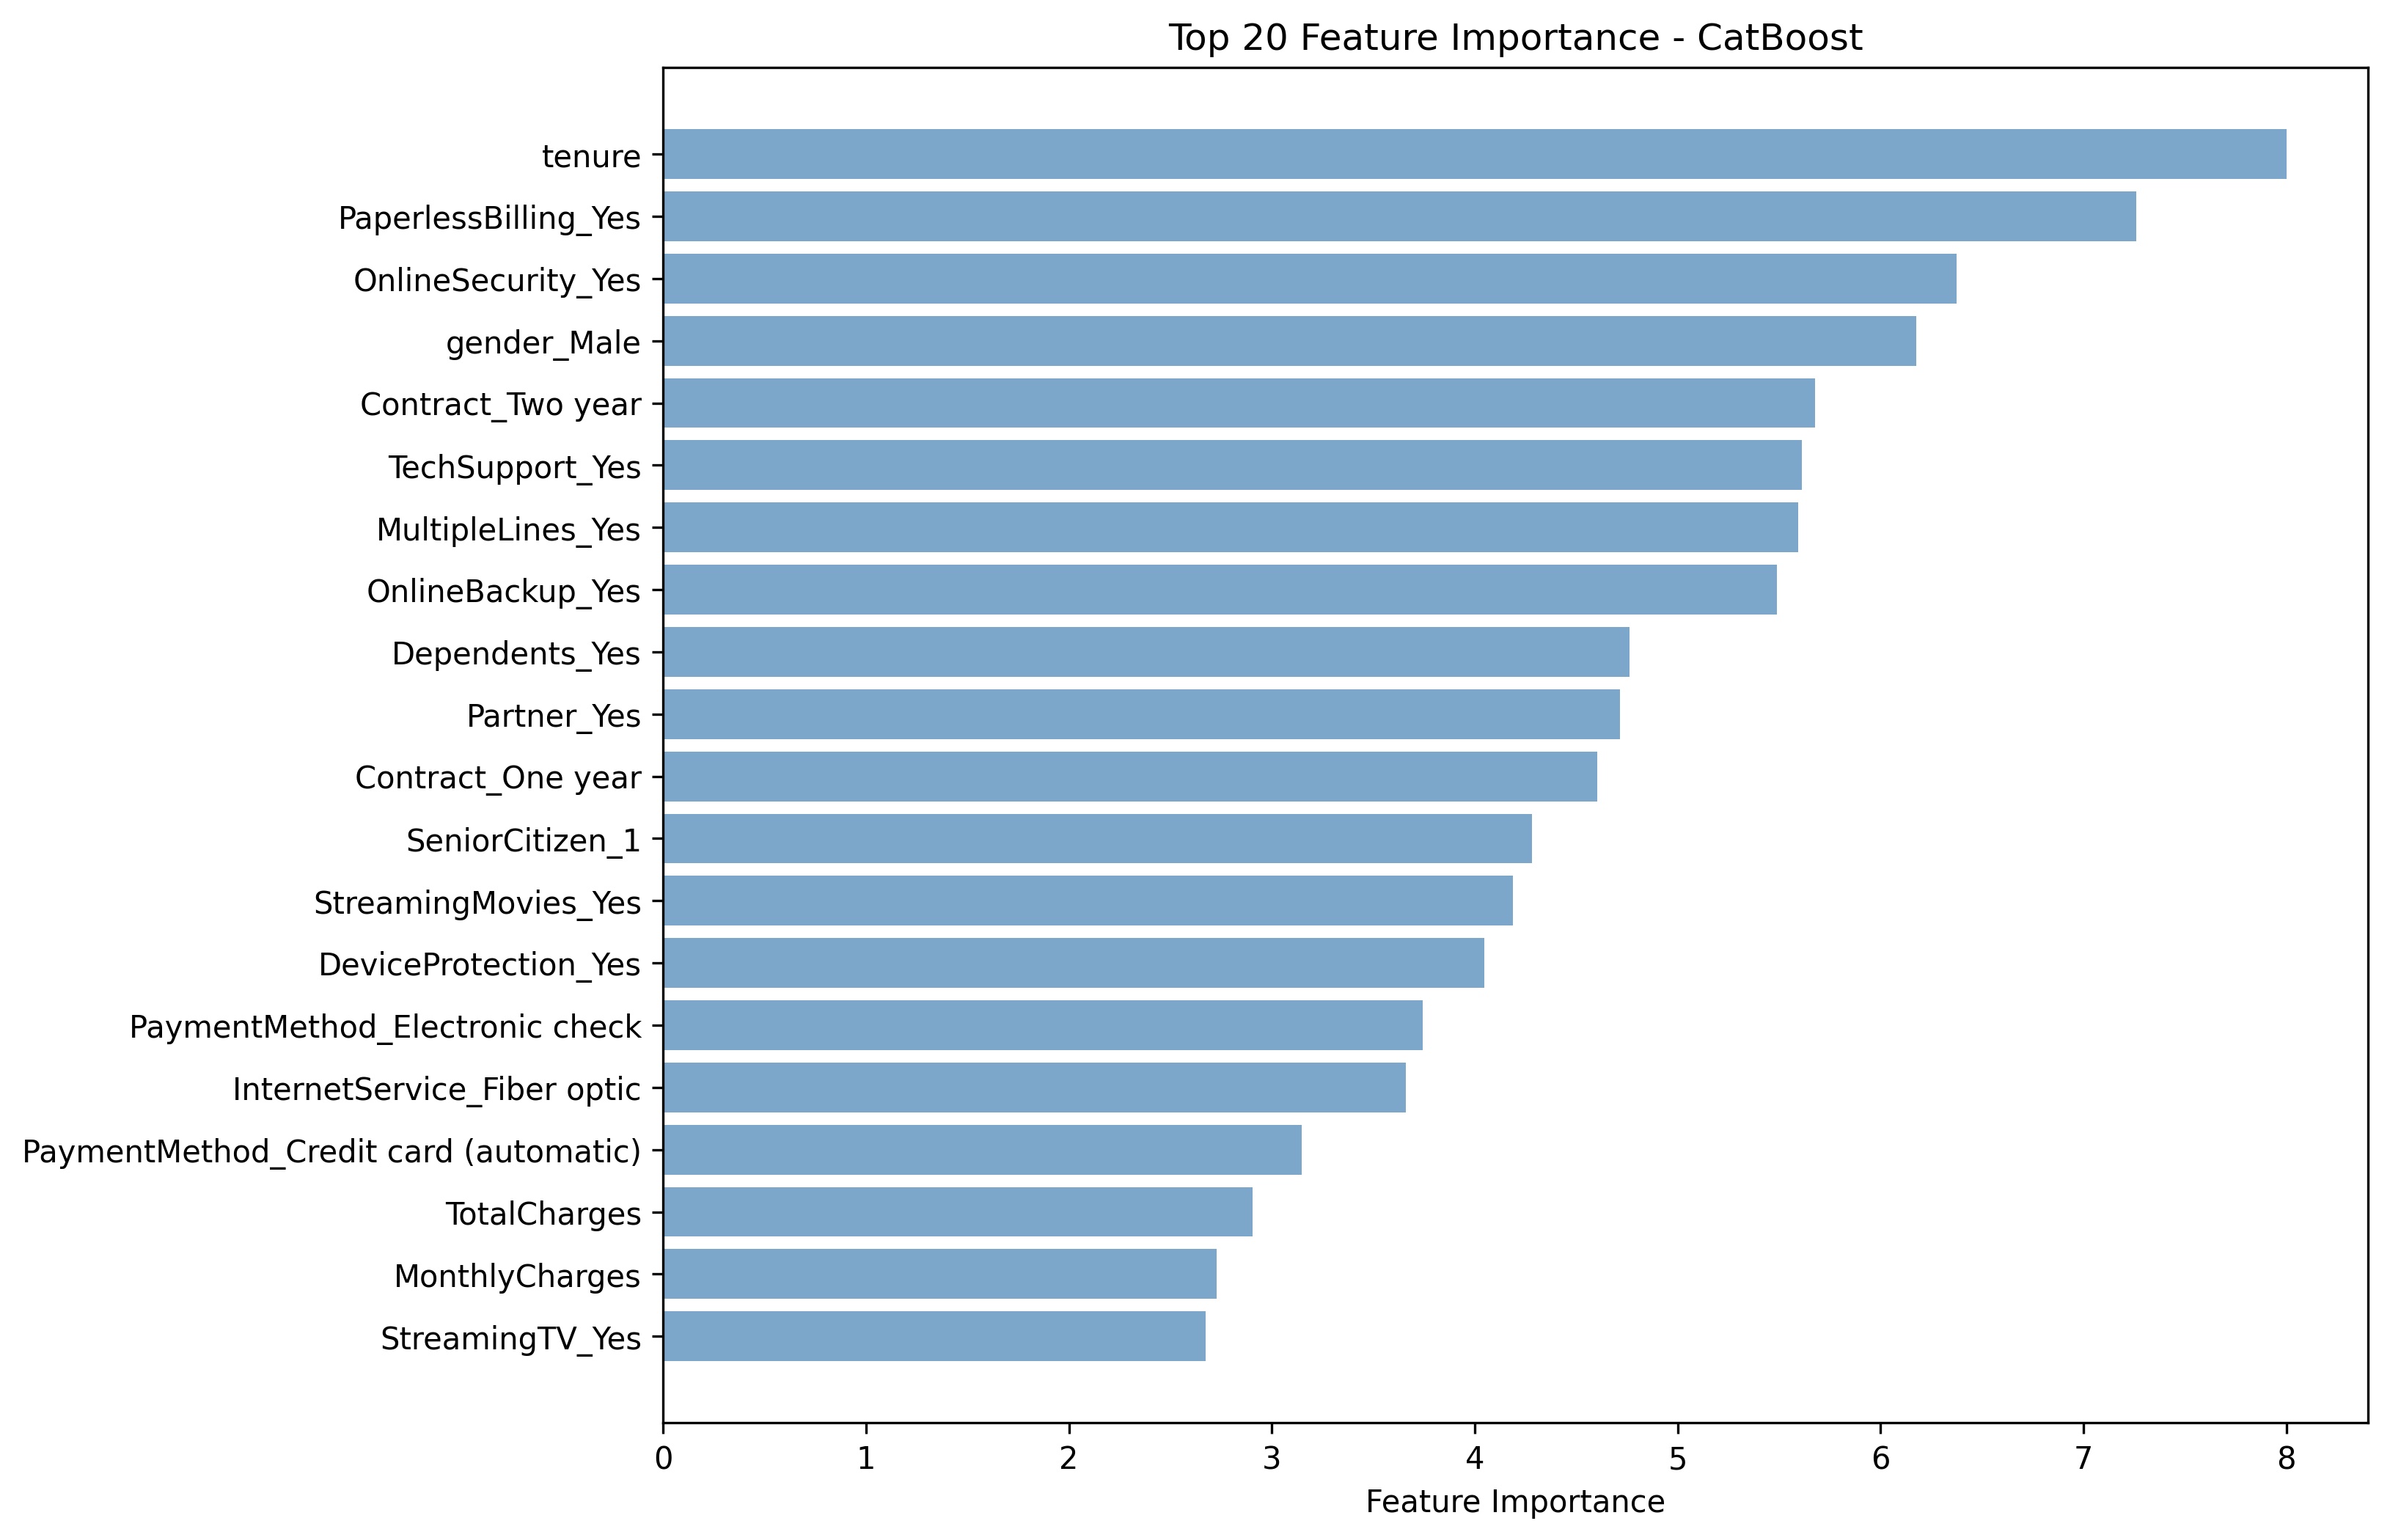 Top 20 Feature Importance - CatBoost
tenure
PaperlessBilling_Yes
OnlineSecurity_Yes
gender_Male
Contract_Two year
TechSupport_Yes
MultipleLines_Yes
OnlineBackup_Yes
Dependents_Yes
Partner_Yes
Contract_One year
SeniorCitizen_1
StreamingMovies_Yes
DeviceProtection_Yes
PaymentMethod_Electronic check
InternetService_Fiber optic
PaymentMethod_Credit card (automatic)
TotalCharges
MonthlyCharges
StreamingTV_Yes
0 1 2 3 4 5 6 7 8
Feature Importance